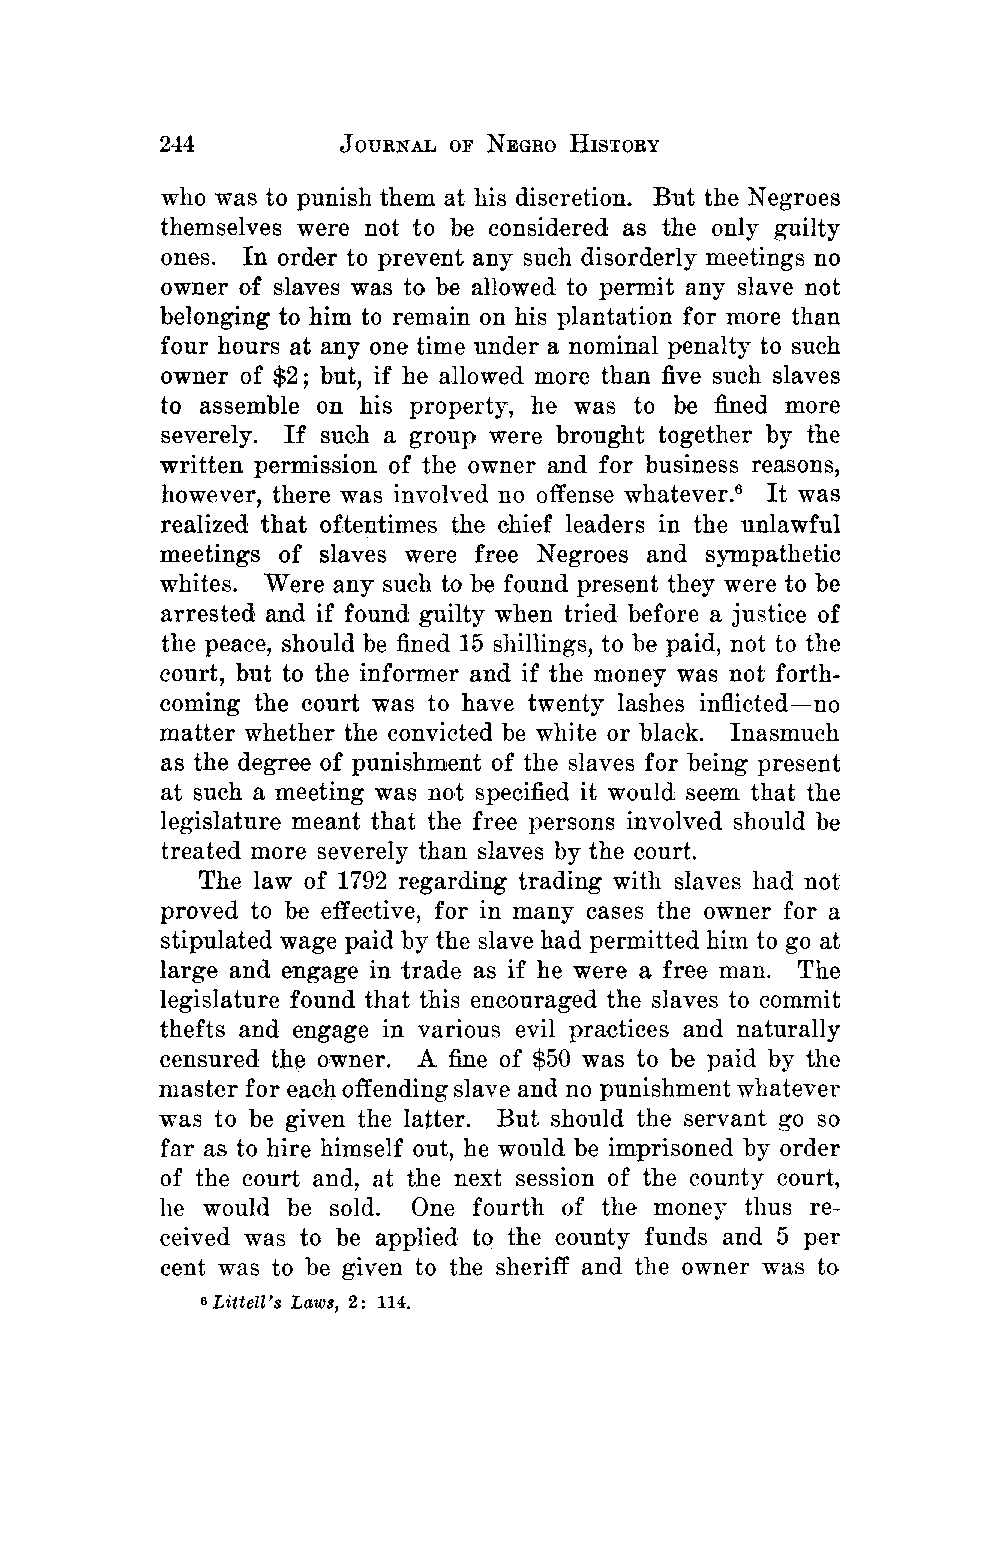 244 JOURNAL OF NEGRO HISTORY
who was to punish them at his discretion. But the Negroes
themselves were not to be considered as the only guilty
ones. In order to prevent any such disorderly meetings no
owner of slaves was to be allowed to permit any slave not
belonging to him to remain on his plantation for more than
four hours at any one time under a nominal penalty to such
owner of $2; but, if he allowed more than five such slaves
to assemble on his property, he was to be fined more
severely. If such a group were brought together by the
written permission of the owner and for business reasons,
however, there was involved no offense whatever.⁶ It was
realized that oftentimes the chief leaders in the unlawful
meetings of slaves were free Negroes and sympathetic
whites. Were any such to be found present they were to be
arrested and if found guilty when tried before a justice of
the peace, should be fined 15 shillings, to be paid, not to the
court, but to the informer and if the money was not forth-
coming the court was to have twenty lashes inflicted—no
matter whether the convicted be white or black. Inasmuch
as the degree of punishment of the slaves for being present
at such a meeting was not specified it would seem that the
legislature meant that the free persons involved should be
treated more severely than slaves by the court.
The law of 1792 regarding trading with slaves had not
proved to be effective, for in many cases the owner for a
stipulated wage paid by the slave had permitted him to go at
large and engage in trade as if he were a free man. The
legislature found that this encouraged the slaves to commit
thefts and engage in various evil practices and naturally
censured the owner. A fine of $50 was to be paid by the
master for each offending slave and no punishment whatever
was to be given the latter. But should the servant go so
far as to hire himself out, he would be imprisoned by order
of the court and, at the next session of the county court,
he would be sold. One fourth of the money thus re-
ceived was to be applied to the county funds and 5 per
cent was to be given to the sheriff and the owner was to
⁶ Littell's Laws, 2: 114.